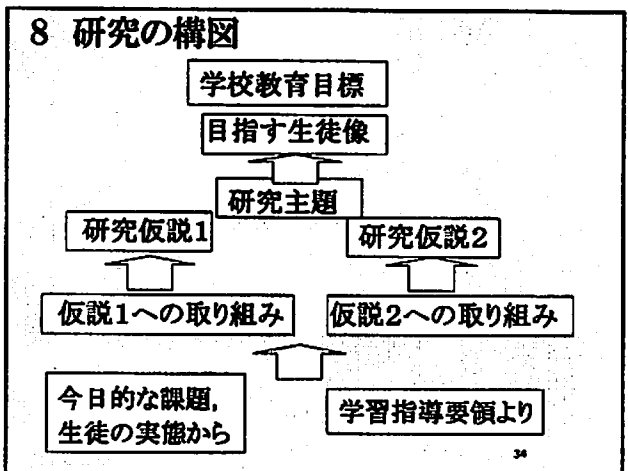 8 研究の構図
学校教育目標
目指す生徒像
研究主題
研究仮説1
研究仮説2
仮説1への取り組み
仮説2への取り組み
今日的な課題,
生徒の実態から
学習指導要領より
34